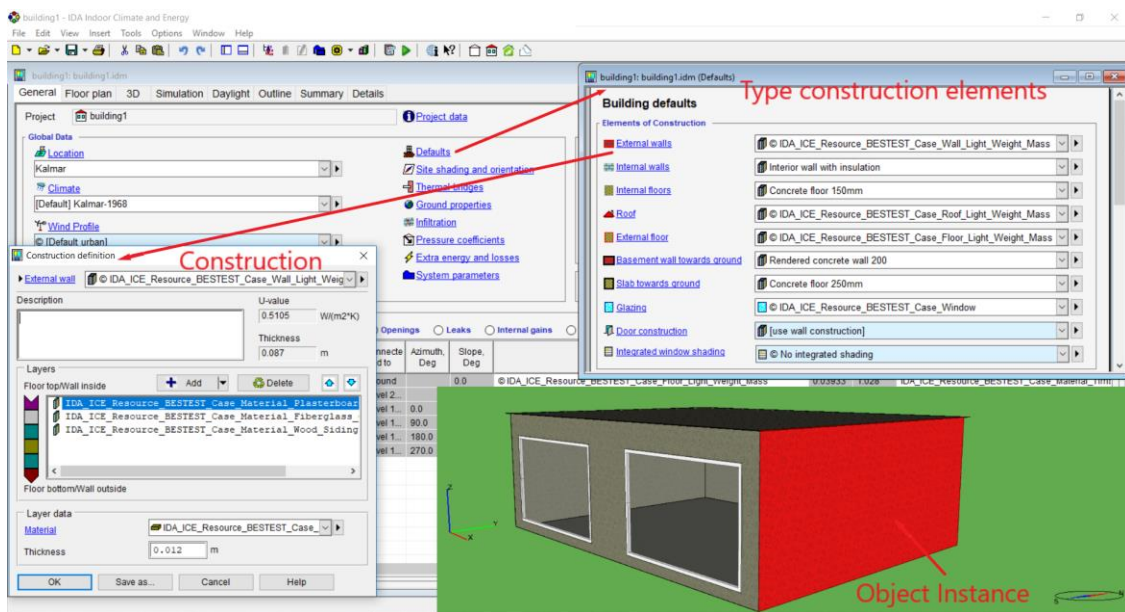 building1 - IDA Indoor Climate and Energy
File Edit View Insert Tools Options Window Help
building1: building1.idm
General Floor plan 3D Simulation Daylight Outline Summary Details
Project building1 Project data
Global Data
Location
Kalmar
Climate
[Default] Kalmar-1968
Wind Profile
© [Default urban]
Defaults
Site shading and orientation
Thermal bridges
Ground properties
Infiltration
Pressure coefficients
Extra energy and losses
System parameters
Openings Leaks Internal gains
Azimuth, Deg
Slope, Deg
0.0 © IDA_ICE_Resource_BESTEST_Case_Floor_Light_Weight_Mass 0.03933 1.028
0.0
90.0
180.0
270.0
building1: building1.idm (Defaults)
Type construction elements
Building defaults
Elements of Construction
External walls © IDA_ICE_Resource_BESTEST_Case_Wall_Light_Weight_Mass
Internal walls Interior wall with insulation
Internal floors Concrete floor 150mm
Roof © IDA_ICE_Resource_BESTEST_Case_Roof_Light_Weight_Mass
External floor © IDA_ICE_Resource_BESTEST_Case_Floor_Light_Weight_Mass
Basement wall towards ground Rendered concrete wall 200
Slab towards ground Concrete floor 250mm
Glazing © IDA_ICE_Resource_BESTEST_Case_Window
Door construction [use wall construction]
Integrated window shading © No integrated shading
Construction definition
Construction
External wall © IDA_ICE_Resource_BESTEST_Case_Wall_Light_Weig
Description
U-value
0.5105 W/(m2*K)
Thickness
0.087 m
Layers
Floor top/Wall inside Add Delete
IDA_ICE_Resource_BESTEST_Case_Material_Plasterboar
IDA_ICE_Resource_BESTEST_Case_Material_Fiberglass_
IDA_ICE_Resource_BESTEST_Case_Material_Wood_Siding
Floor bottom/Wall outside
Layer data
Material IDA_ICE_Resource_BESTEST_Case_
Thickness 0.012 m
OK Save as... Cancel Help
z
y
x
Object Instance